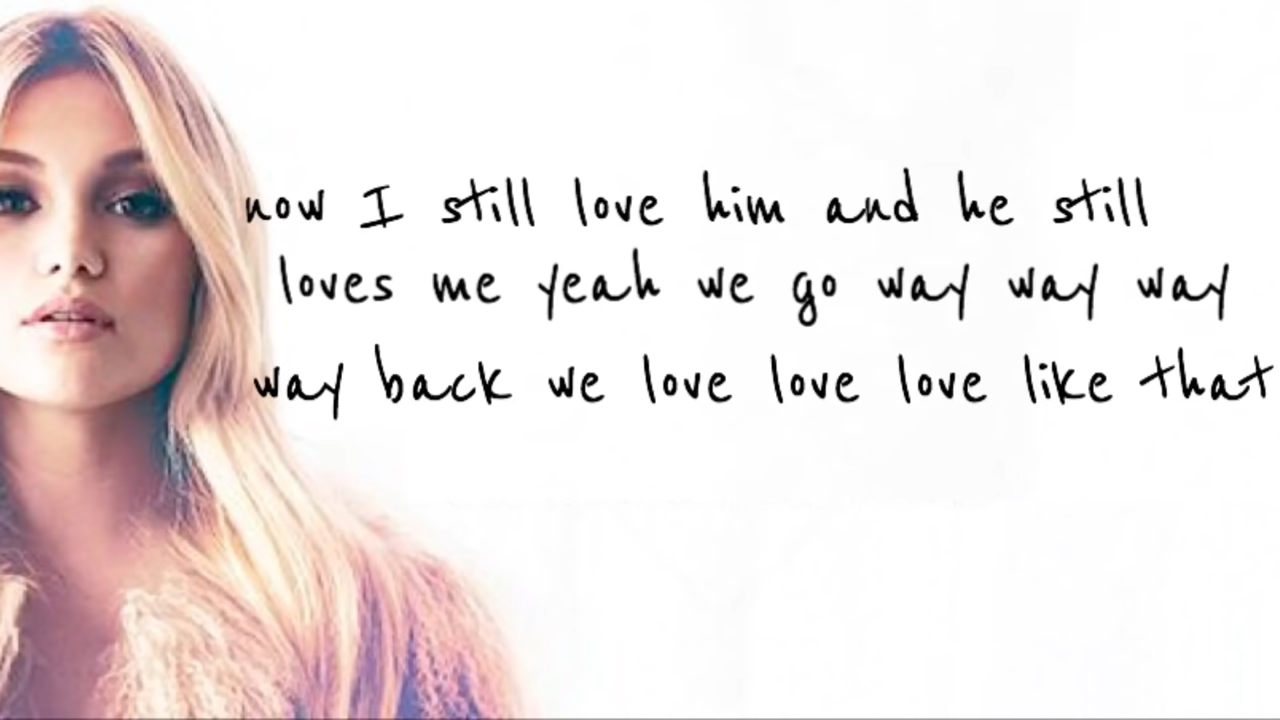 now I still love him and he still
loves me yeah we go way way way
way back we love love love like that